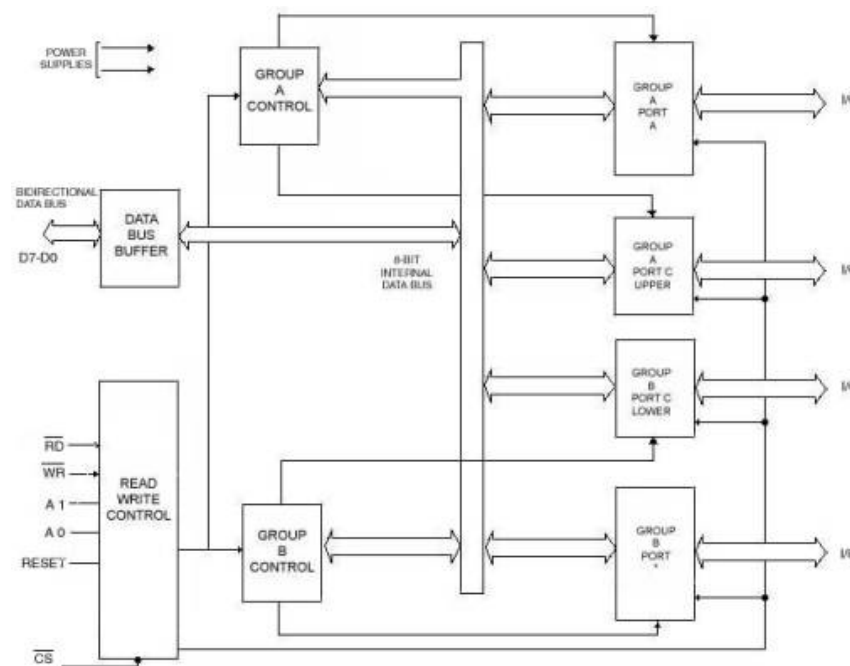 POWER
SUPPLIES
GROUP
A
CONTROL
GROUP
A
PORT
A
I/
BIDIRECTIONAL
DATA BUS
D7-D0
DATA
BUS
BUFFER
8-BIT
INTERNAL
DATA BUS
GROUP
A
PORT C
UPPER
I/
GROUP
B
PORT C
LOWER
I/
RD
WR
A 1
A 0
RESET
CS
READ
WRITE
CONTROL
GROUP
B
CONTROL
GROUP
B
PORT
I/